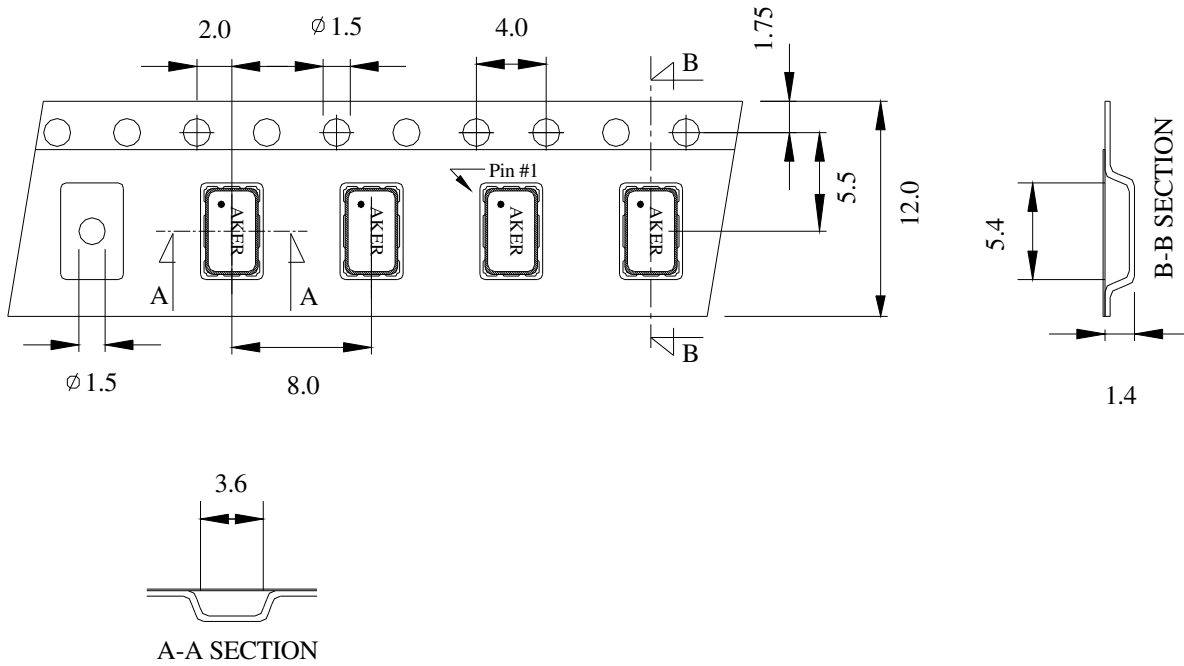 2.0
⌀1.5
4.0
1.75
B
Pin #1
AKER
AKER
AKER
AKER
5.5
12.0
5.4
B-B SECTION
A
A
B
⌀1.5
8.0
1.4
3.6
A-A SECTION